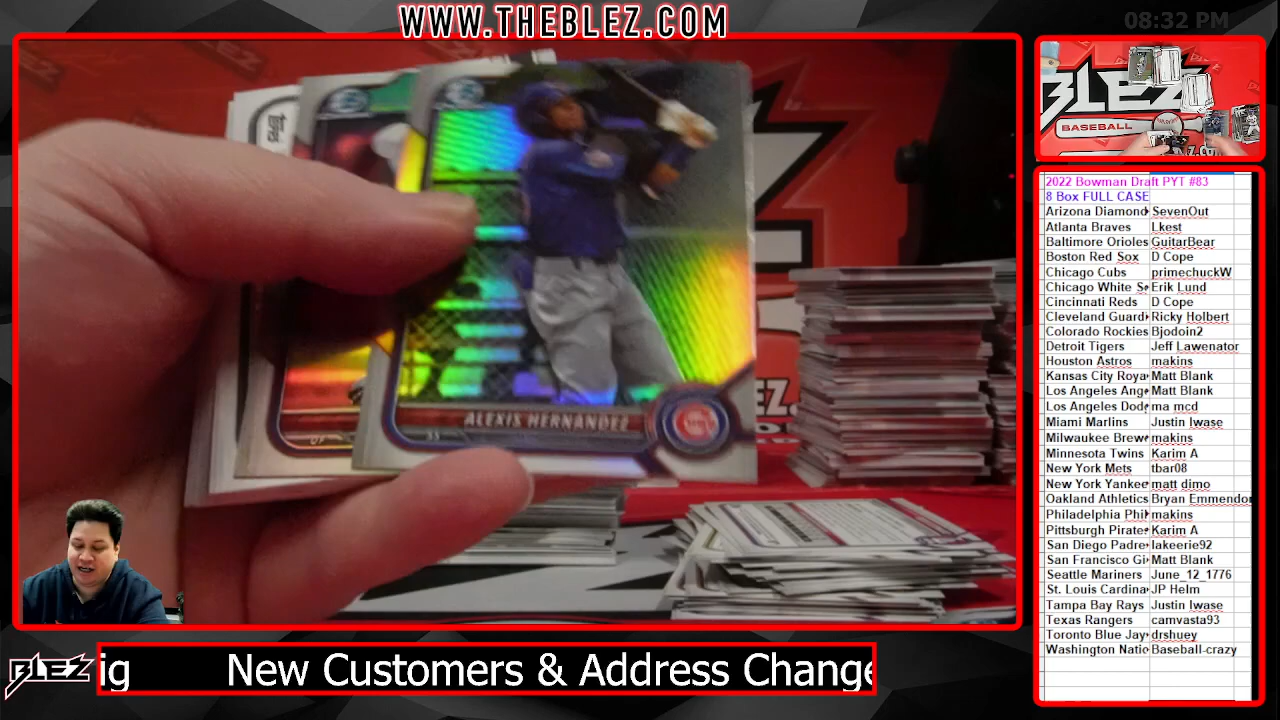 WWW.THEBLEZ.COM
08:32 PM
BLEZ
BASEBALL
ALEXIS HERNANDEZ
SS
OF
2022 Bowman Draft PYT #83
8 Box FULL CASE
Arizona Diamond SevenOut
Atlanta Braves Lkest
Baltimore Orioles GuitarBear
Boston Red Sox D Cope
Chicago Cubs primechuckW
Chicago White S Erik Lund
Cincinnati Reds D Cope
Cleveland Guard Ricky Holbert
Colorado Rockies Bjodoin2
Detroit Tigers Jeff Lawenator
Houston Astros makins
Kansas City Roya Matt Blank
Los Angeles Ang Matt Blank
Los Angeles Dod ma mcd
Miami Marlins Justin Iwase
Milwaukee Brew makins
Minnesota Twins Karim A
New York Mets tbar08
New York Yankee matt dimo
Oakland Athletics Bryan Emmendor
Philadelphia Phi makins
Pittsburgh Pirate Karim A
San Diego Padre lakeerie92
San Francisco Gi Matt Blank
Seattle Mariners June_12_1776
St. Louis Cardina JP Helm
Tampa Bay Rays Justin Iwase
Texas Rangers camvasta93
Toronto Blue Jay drshuey
Washington Natio Baseball-crazy
BLEZ
ig New Customers & Address Change